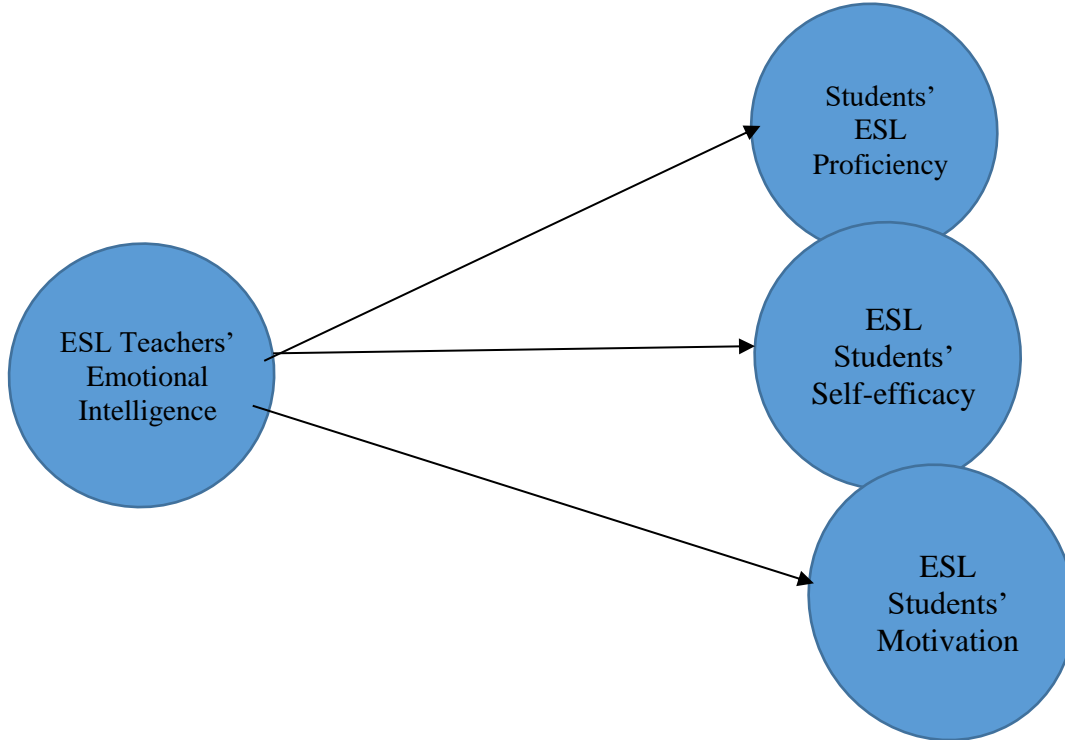 ESL Teachers’
Emotional
Intelligence
Students’
ESL
Proficiency
ESL
Students’
Self-efficacy
ESL
Students’
Motivation